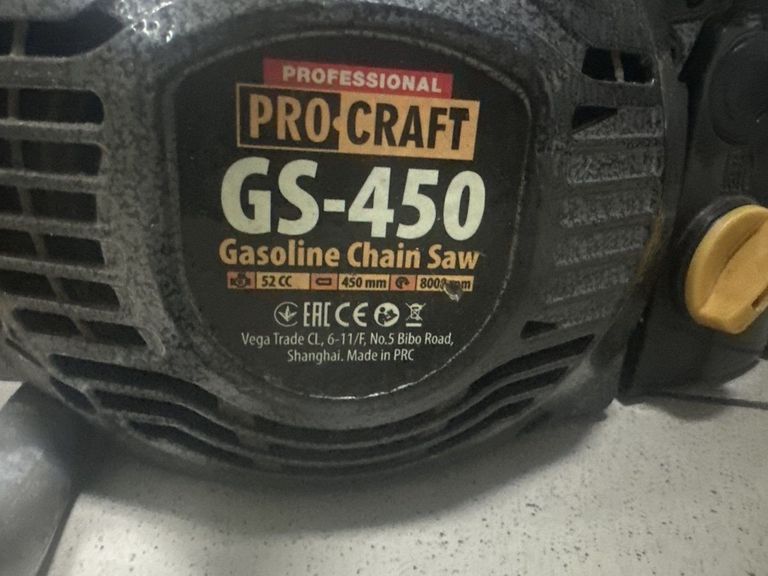 PROFESSIONAL
PRO·CRAFT
GS-450
Gasoline Chain Saw
52 CC 450 mm
EAC CE
Vega Trade CL, 6-11/F, No.5 Bibo Road,
Shanghai. Made in PRC